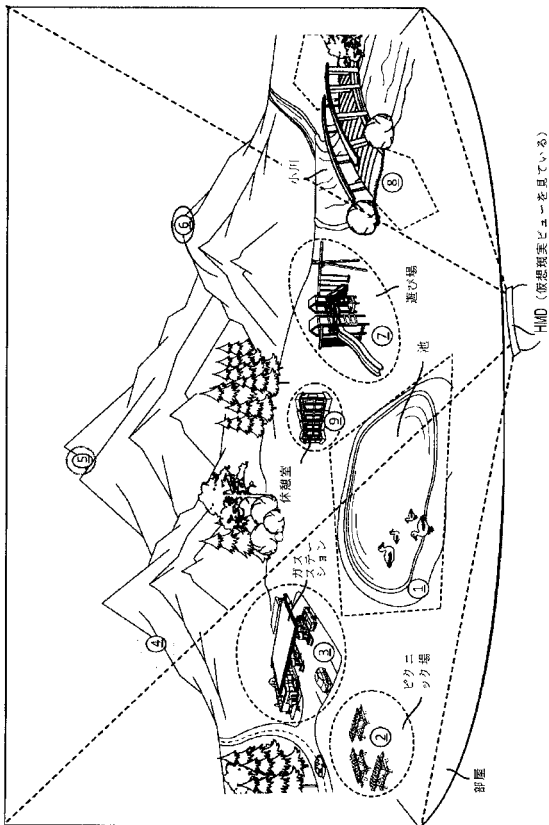 ⑥
⑤
④
小川
⑧
遊び場
⑦
休憩室
⑨
池
①
ガスステー
ション
③
ピクニ
ック場
②
部屋
HMD (仮想現実ビューを見ている)